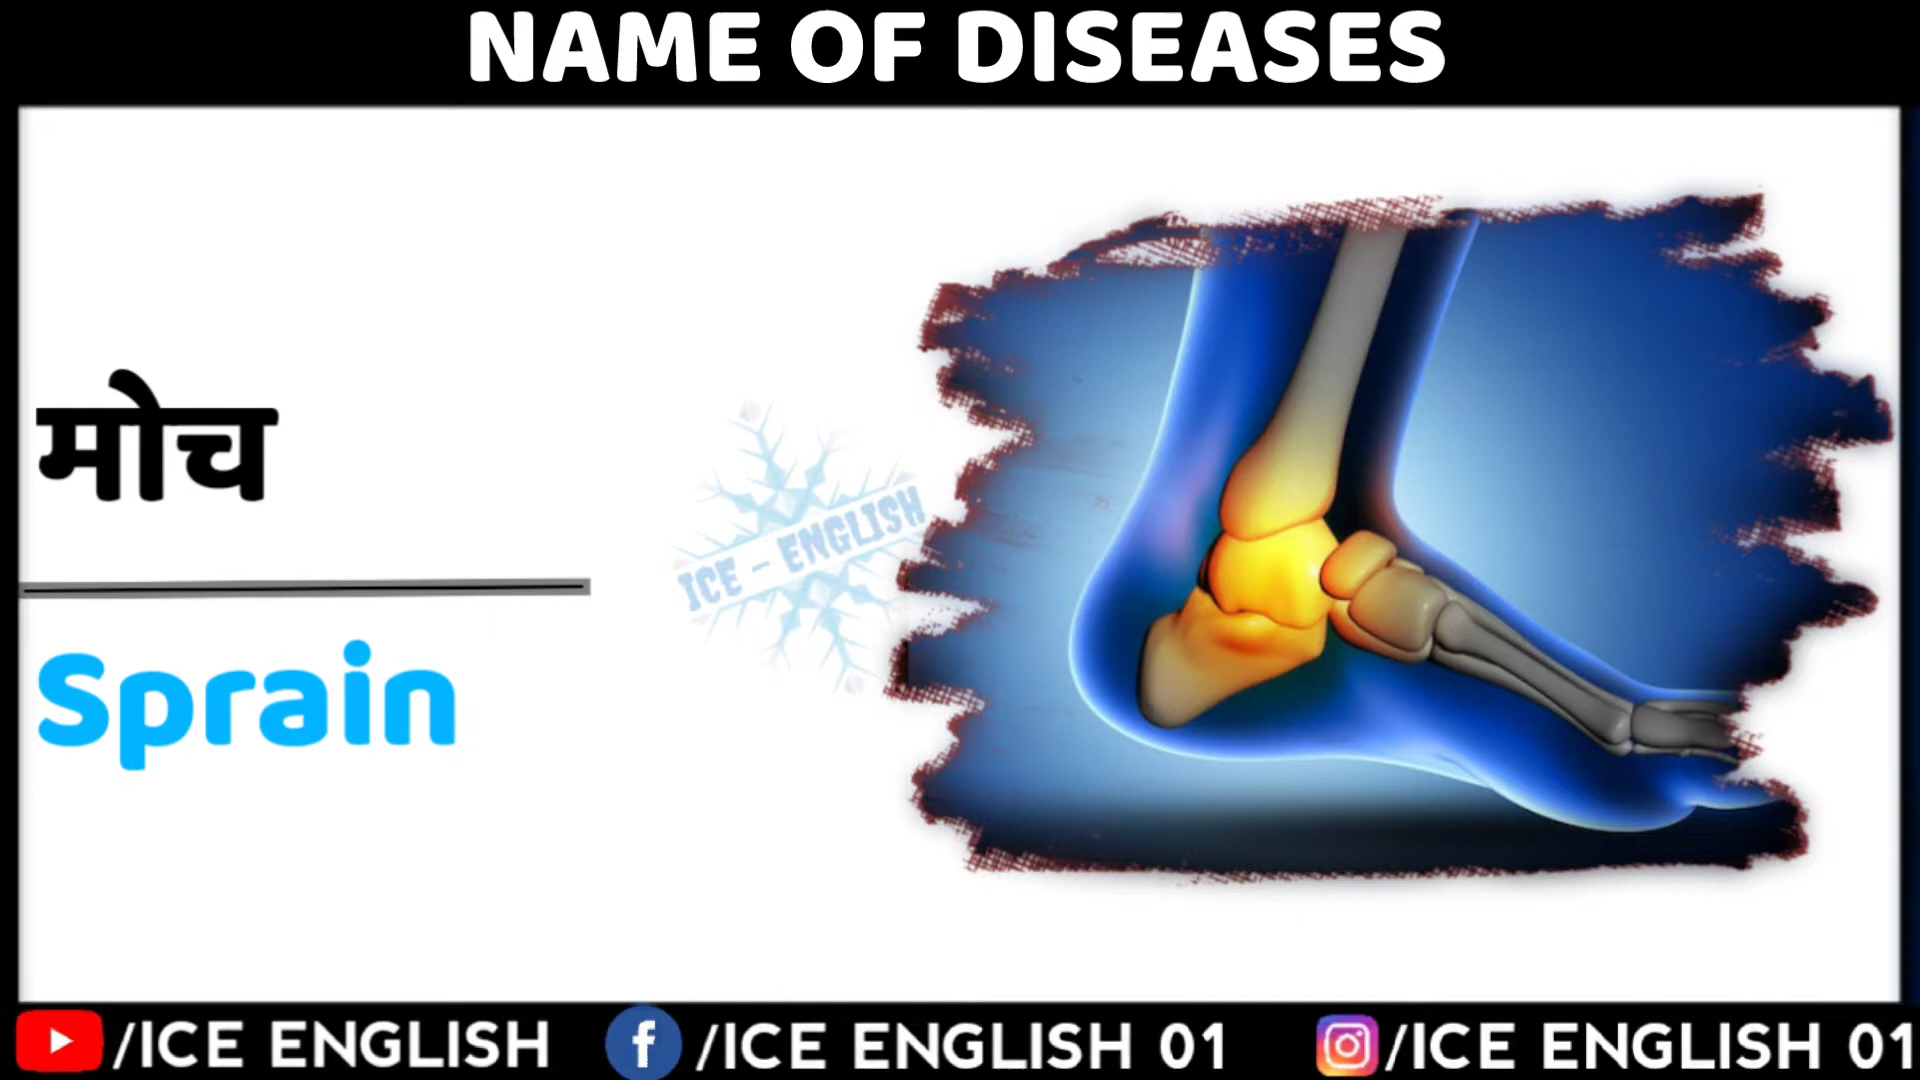 NAME OF DISEASES
मोच
ICE - ENGLISH
Sprain
/ICE ENGLISH
/ICE ENGLISH 01
/ICE ENGLISH 01